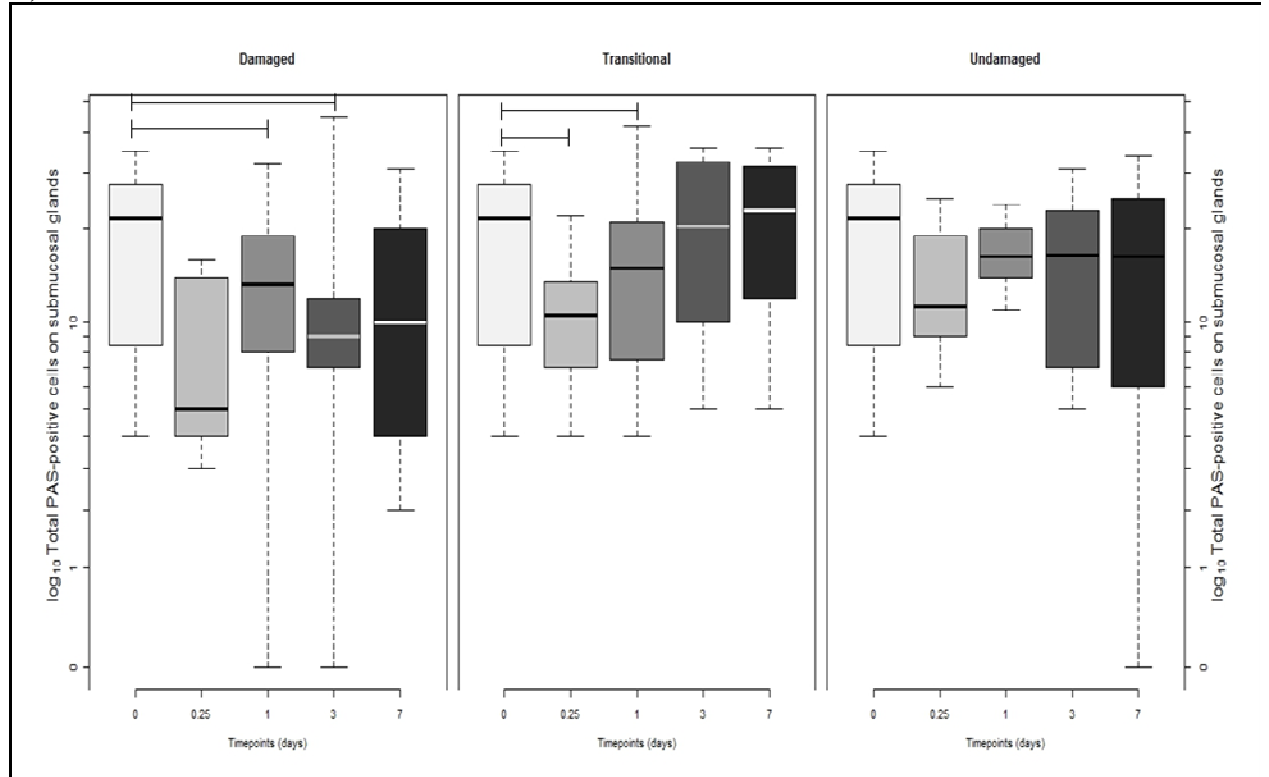 Damaged
Transitional
Undamaged
log10 Total PAS-positive cells on submucosal glands
10
1
0
0 0.25 1 3 7
Timepoints (days)
0 0.25 1 3 7
Timepoints (days)
0 0.25 1 3 7
Timepoints (days)
10
1
0
log10 Total PAS-positive cells on submucosal glands